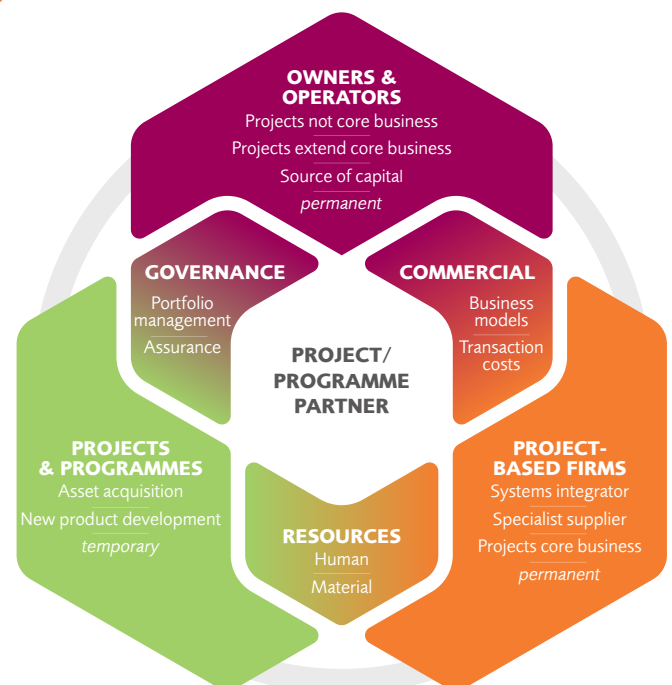 OWNERS &
OPERATORS
Projects not core business
Projects extend core business
Source of capital
permanent
GOVERNANCE
Portfolio
management
Assurance
COMMERCIAL
Business
models
Transaction
costs
PROJECT/
PROGRAMME
PARTNER
PROJECTS
& PROGRAMMES
Asset acquisition
New product development
temporary
RESOURCES
Human
Material
PROJECT-
BASED FIRMS
Systems integrator
Specialist supplier
Projects core business
permanent